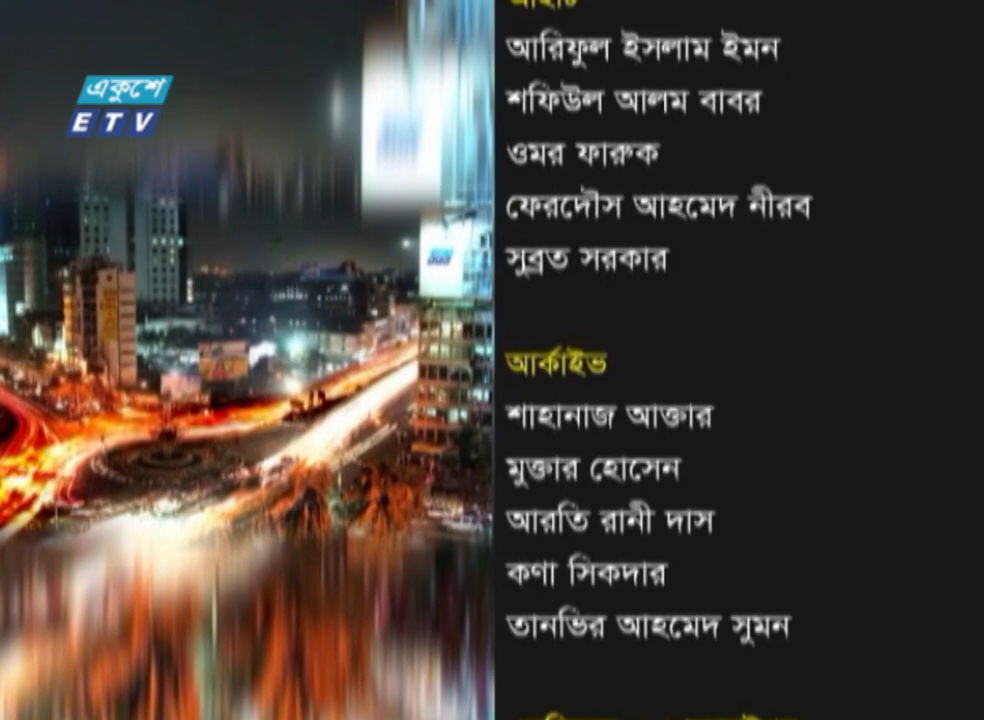 একুশে
ETV
আরিফুল ইসলাম ইমন
শফিউল আলম বাবর
ওমর ফারুক
ফেরদৌস আহমেদ নীরব
সুব্রত সরকার
আর্কাইভ
শাহানাজ আক্তার
মুক্তার হোসেন
আরতি রানী দাস
কণা সিকদার
তানভির আহমেদ সুমন